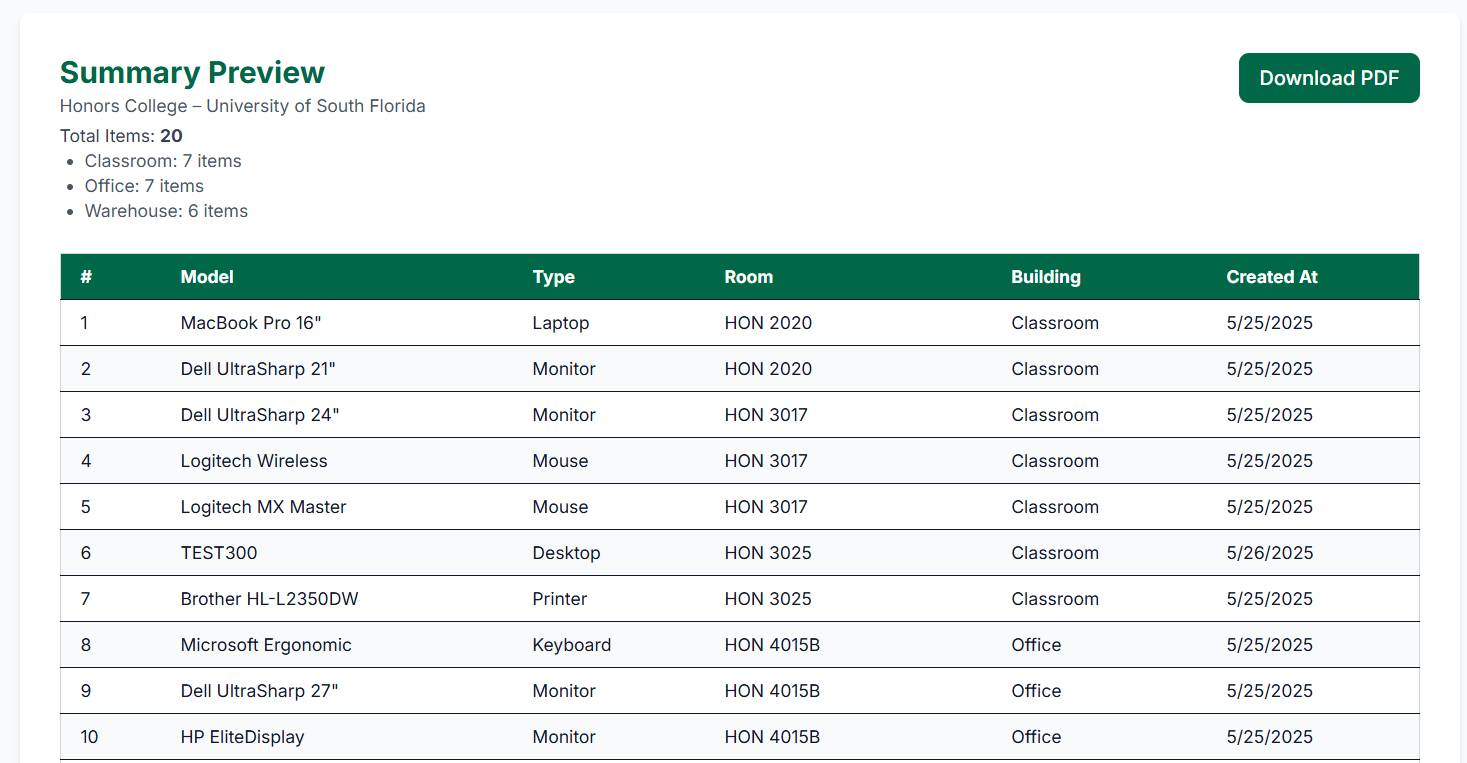 Summary Preview
Download PDF
Honors College – University of South Florida
Total Items: 20
• Classroom: 7 items
• Office: 7 items
• Warehouse: 6 items
# Model Type Room Building Created At
1 MacBook Pro 16" Laptop HON 2020 Classroom 5/25/2025
2 Dell UltraSharp 21" Monitor HON 2020 Classroom 5/25/2025
3 Dell UltraSharp 24" Monitor HON 3017 Classroom 5/25/2025
4 Logitech Wireless Mouse HON 3017 Classroom 5/25/2025
5 Logitech MX Master Mouse HON 3017 Classroom 5/25/2025
6 TEST300 Desktop HON 3025 Classroom 5/26/2025
7 Brother HL-L2350DW Printer HON 3025 Classroom 5/25/2025
8 Microsoft Ergonomic Keyboard HON 4015B Office 5/25/2025
9 Dell UltraSharp 27" Monitor HON 4015B Office 5/25/2025
10 HP EliteDisplay Monitor HON 4015B Office 5/25/2025